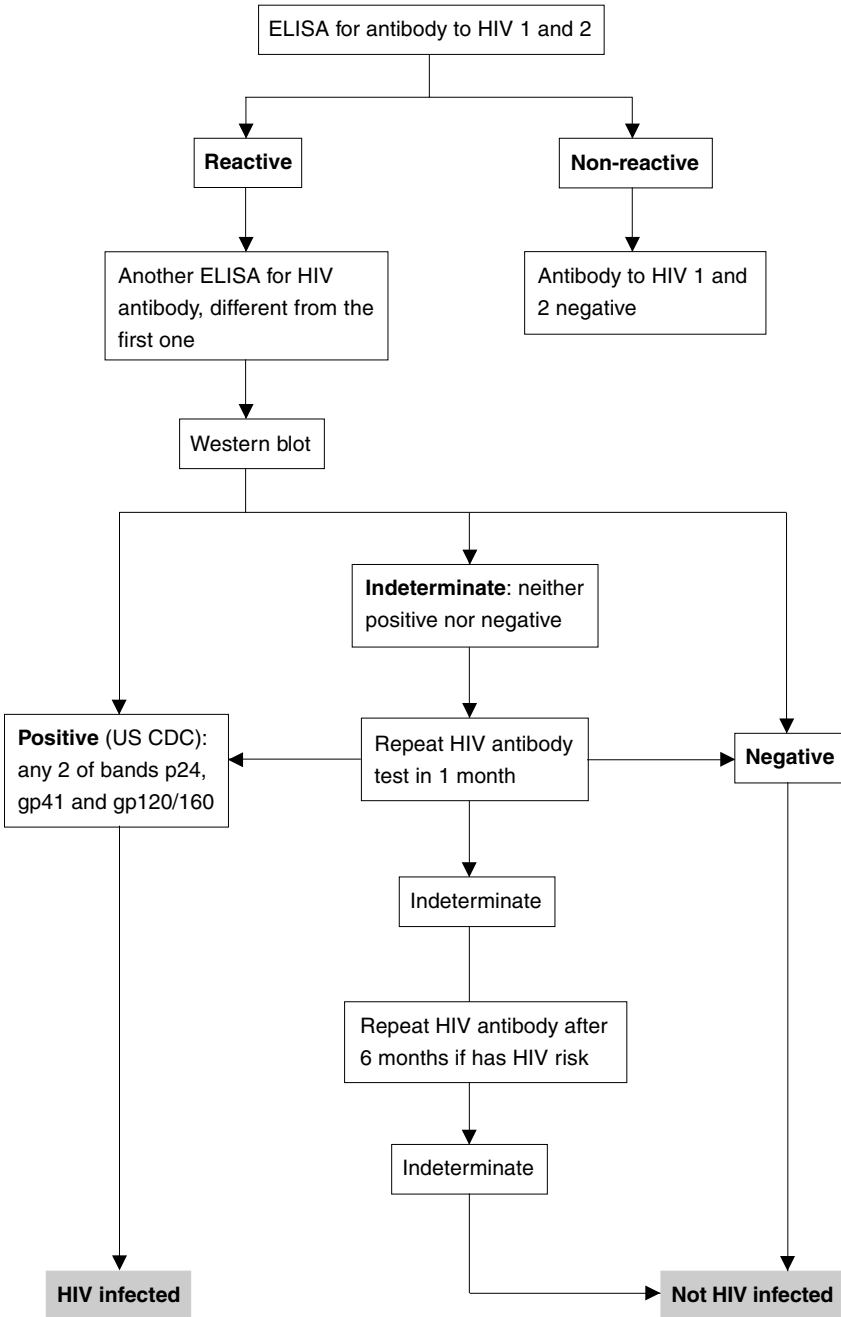 ELISA for antibody to HIV 1 and 2
Reactive
Non-reactive
Another ELISA for HIV
antibody, different from the
first one
Antibody to HIV 1 and
2 negative
Western blot
Indeterminate: neither
positive nor negative
Positive (US CDC):
any 2 of bands p24,
gp41 and gp120/160
Repeat HIV antibody
test in 1 month
Negative
Indeterminate
Repeat HIV antibody after
6 months if has HIV risk
Indeterminate
HIV infected
Not HIV infected